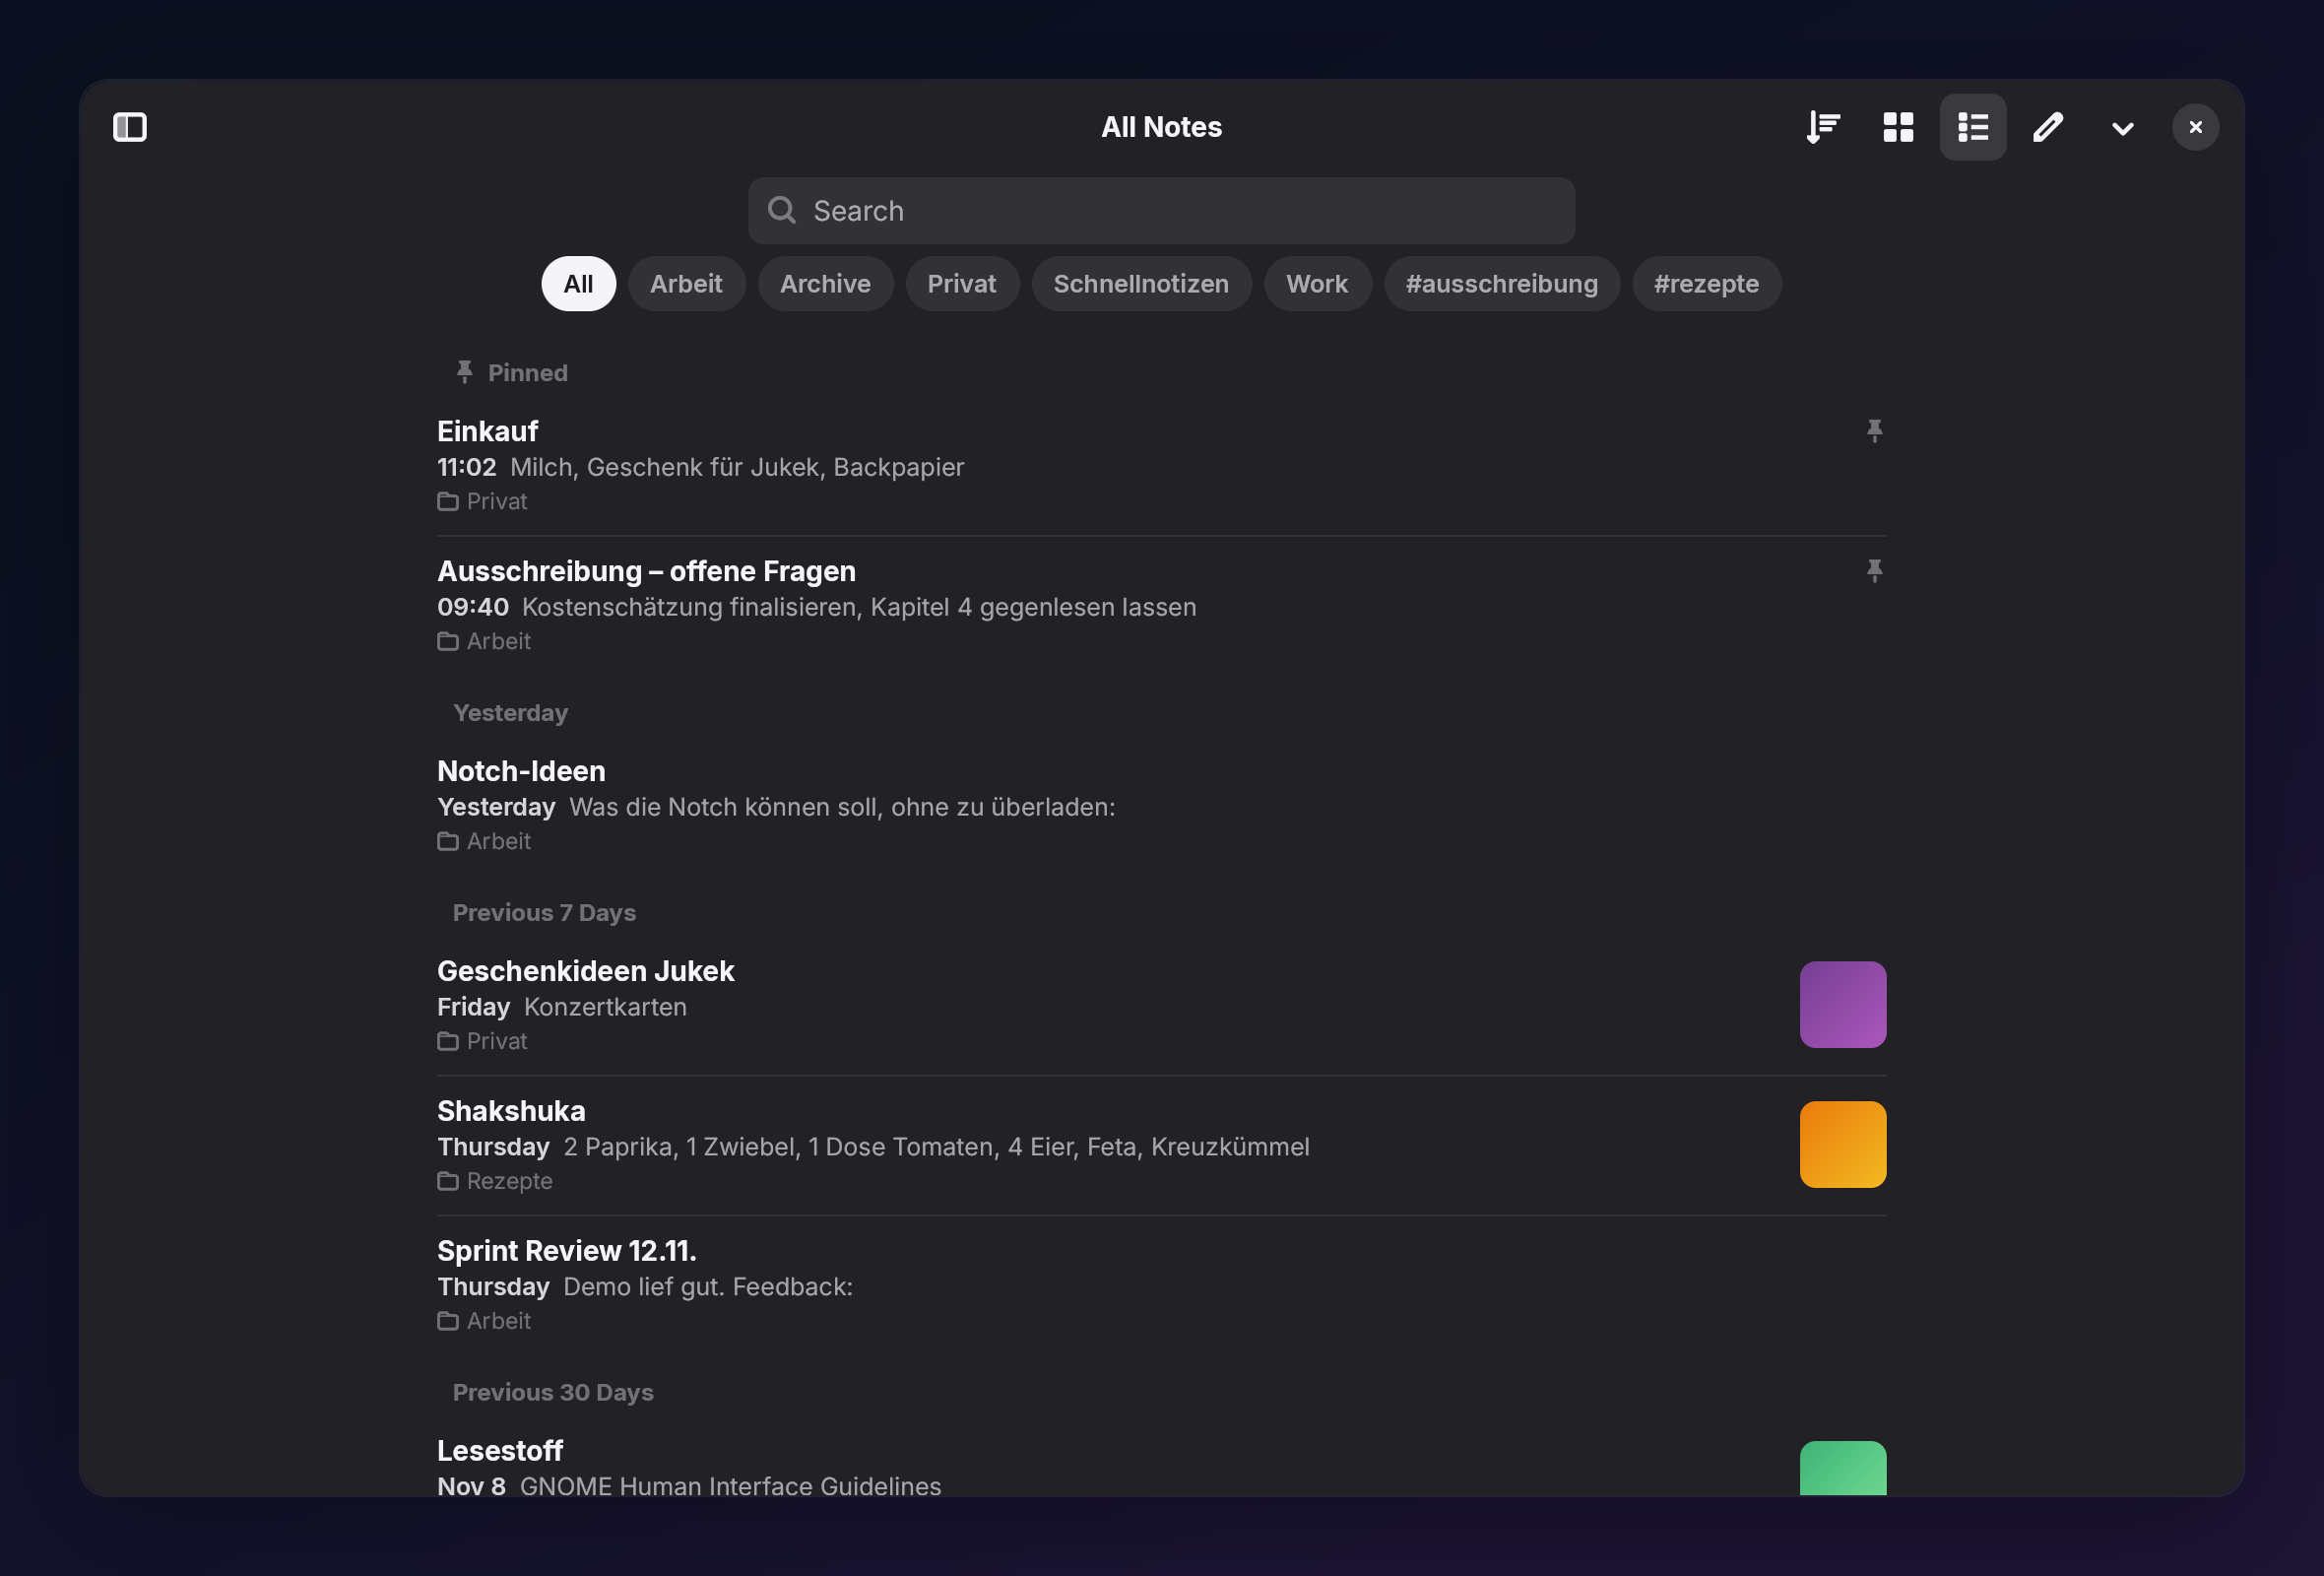 All Notes
Search
All
Arbeit
Archive
Privat
Schnellnotizen
Work
#ausschreibung
#rezepte
Pinned
Einkauf
11:02 Milch, Geschenk für Jukek, Backpapier
Privat
Ausschreibung – offene Fragen
09:40 Kostenschätzung finalisieren, Kapitel 4 gegenlesen lassen
Arbeit
Yesterday
Notch-Ideen
Yesterday Was die Notch können soll, ohne zu überladen:
Arbeit
Previous 7 Days
Geschenkideen Jukek
Friday Konzertkarten
Privat
Shakshuka
Thursday 2 Paprika, 1 Zwiebel, 1 Dose Tomaten, 4 Eier, Feta, Kreuzkümmel
Rezepte
Sprint Review 12.11.
Thursday Demo lief gut. Feedback:
Arbeit
Previous 30 Days
Lesestoff
Nov 8 GNOME Human Interface Guidelines